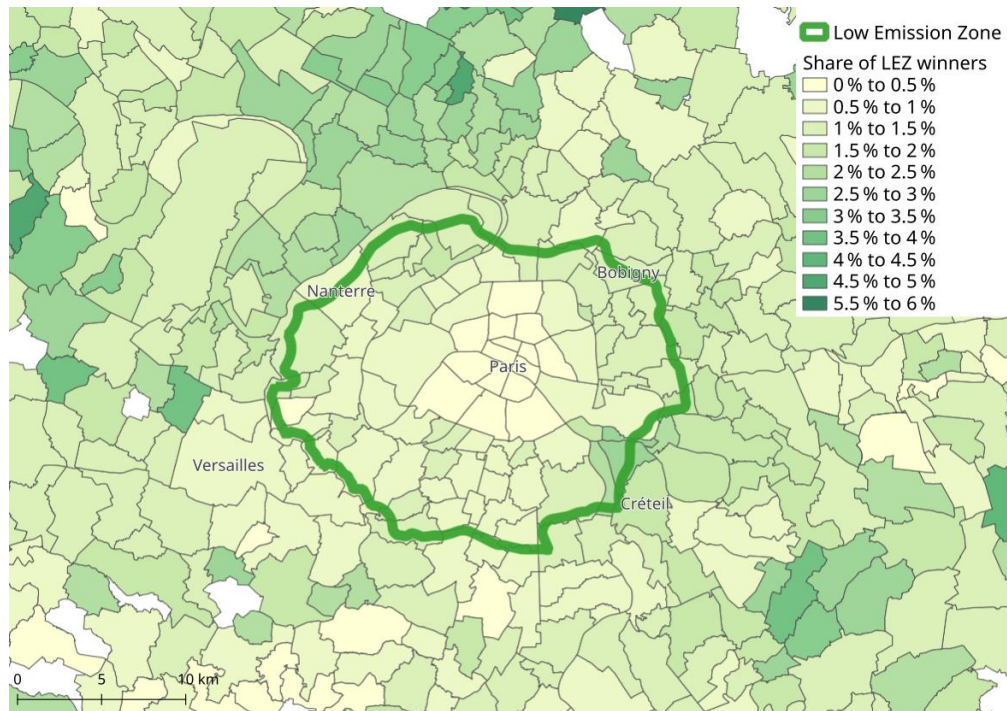 Low Emission Zone
Share of LEZ winners
0 % to 0.5 %
0.5 % to 1 %
1 % to 1.5 %
1.5 % to 2 %
2 % to 2.5 %
2.5 % to 3 %
3 % to 3.5 %
3.5 % to 4 %
4 % to 4.5 %
4.5 % to 5 %
5.5 % to 6 %
Bobigny
Nanterre
Paris
Versailles
Créteil
0 5 10 km